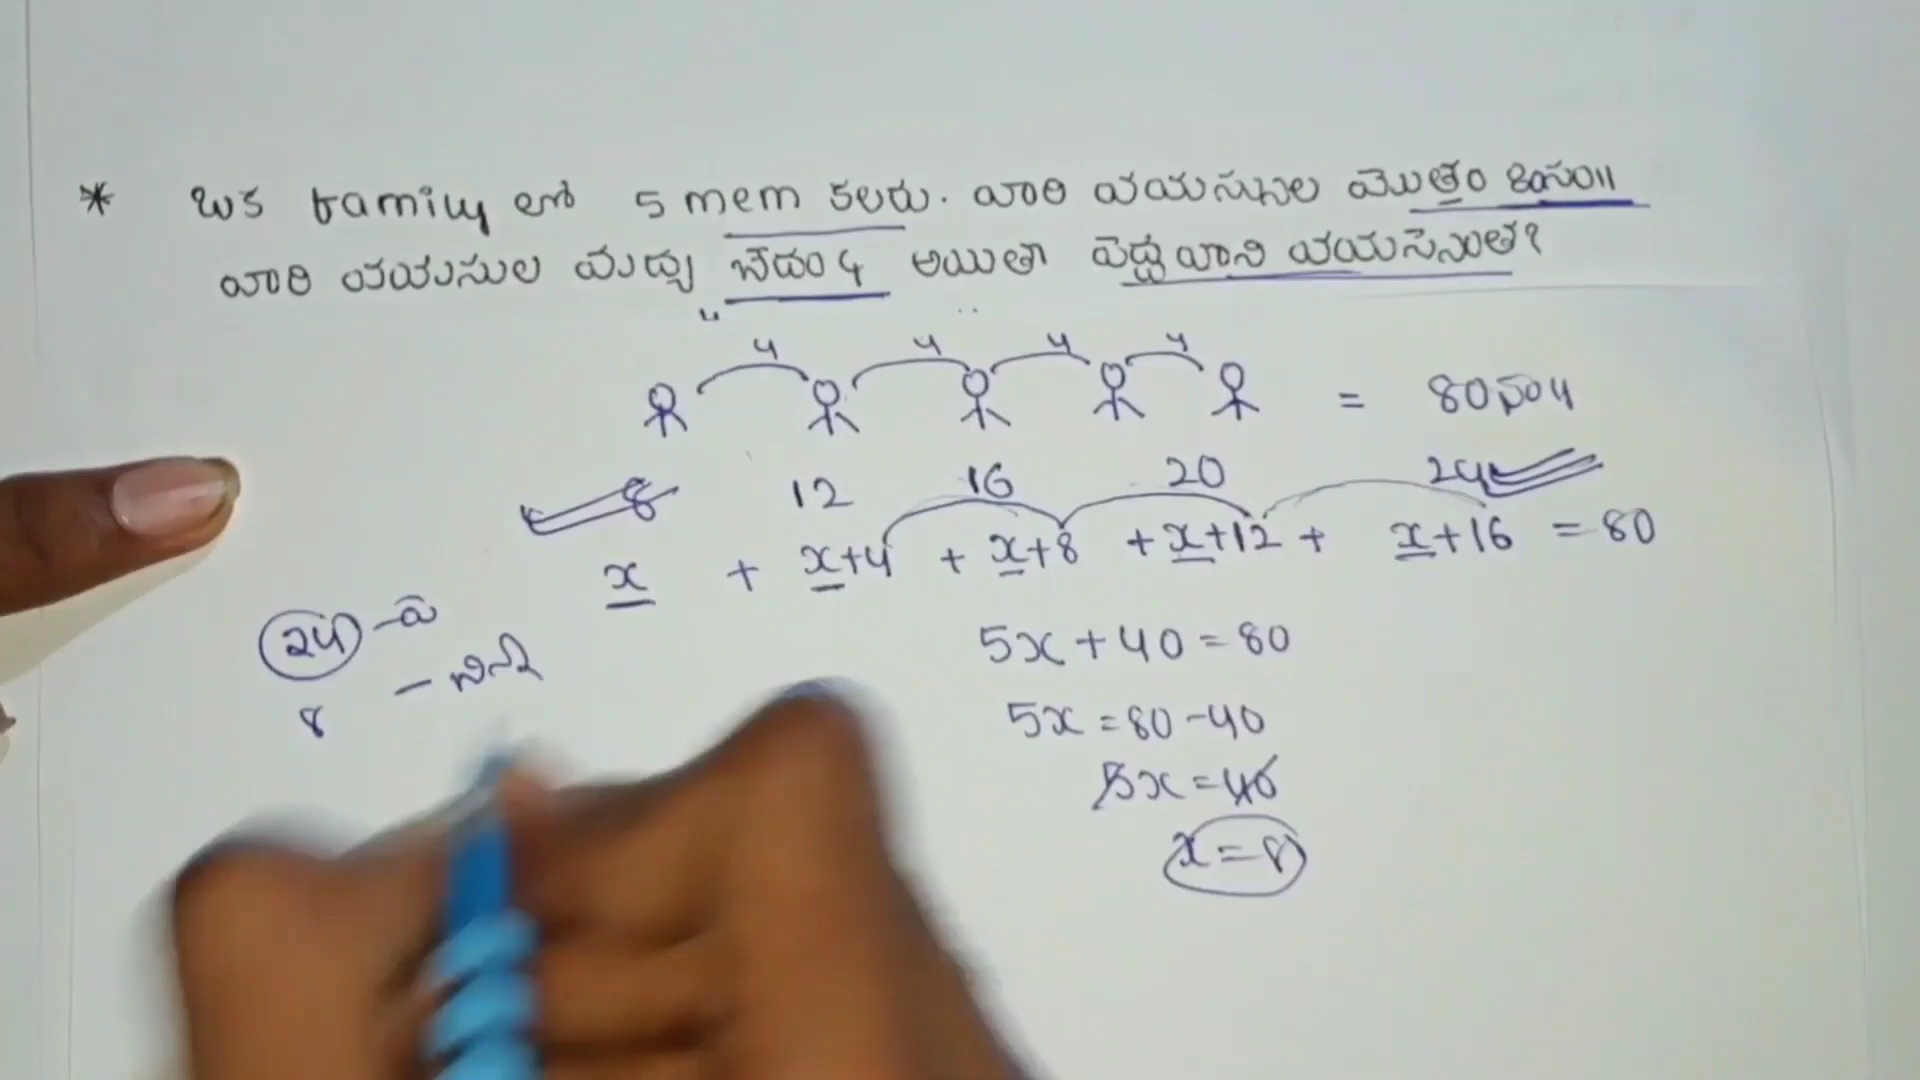 * ఒక family లో 5 mem కలరు. వారి వయసుల మొత్తం 80సం॥
వారి వయసుల మధ్య బేదం 4 అయితే పెద్దవాని వయసెంత?
4 4 4 4
= 80సం॥
8 12 16 20 24
x + x+4 + x+8 + x+12 + x+16 = 80
24 - పె
8 - చిన్న
5x + 40 = 80
5x = 80 - 40
5x = 40
x = 8